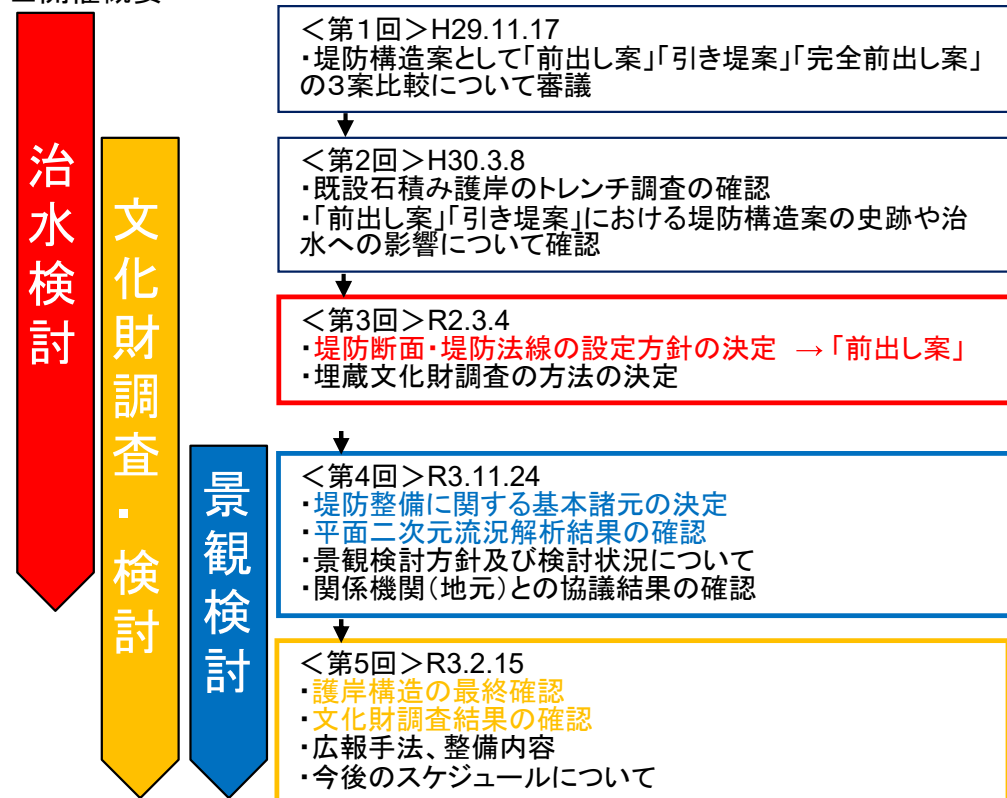 治水検討
文化財調査・検討
景観検討
＜第1回＞H29.11.17
・堤防構造案として「前出し案」「引き堤案」「完全前出し案」
の3案比較について審議
＜第2回＞H30.3.8
・既設石積み護岸のトレンチ調査の確認
・「前出し案」「引き堤案」における堤防構造案の史跡や治
水への影響について確認
＜第3回＞R2.3.4
・堤防断面・堤防法線の設定方針の決定 →「前出し案」
・埋蔵文化財調査の方法の決定
＜第4回＞R3.11.24
・堤防整備に関する基本諸元の決定
・平面二次元流況解析結果の確認
・景観検討方針及び検討状況について
・関係機関（地元）との協議結果の確認
＜第5回＞R3.2.15
・護岸構造の最終確認
・文化財調査結果の確認
・広報手法、整備内容
・今後のスケジュールについて